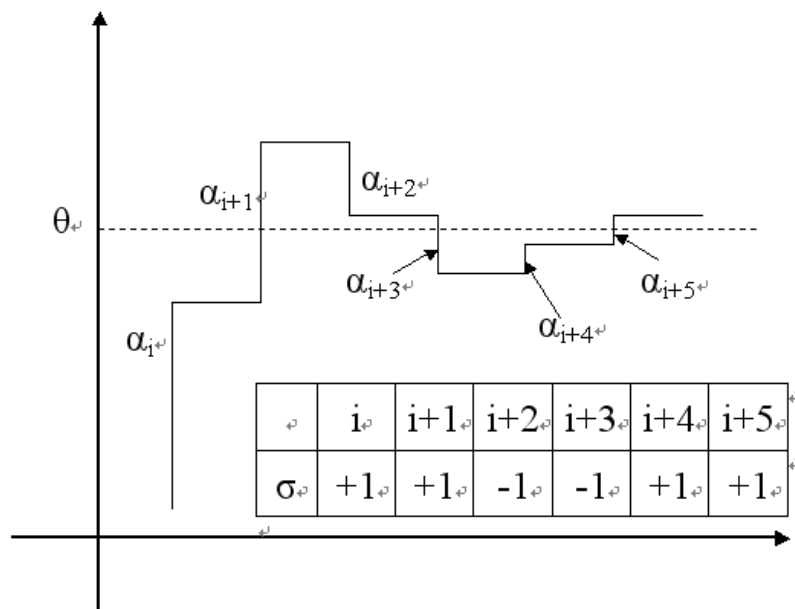 α_{i+1}↵
α_{i+2}↵
θ↵
α_{i+3}↵
α_{i+5}↵
α_i↵
α_{i+4}↵
↵ i↵ i+1↵ i+2↵ i+3↵ i+4↵ i+5↵ ↵
σ↵ +1↵ +1↵ -1↵ -1↵ +1↵ +1↵ ↵
↵